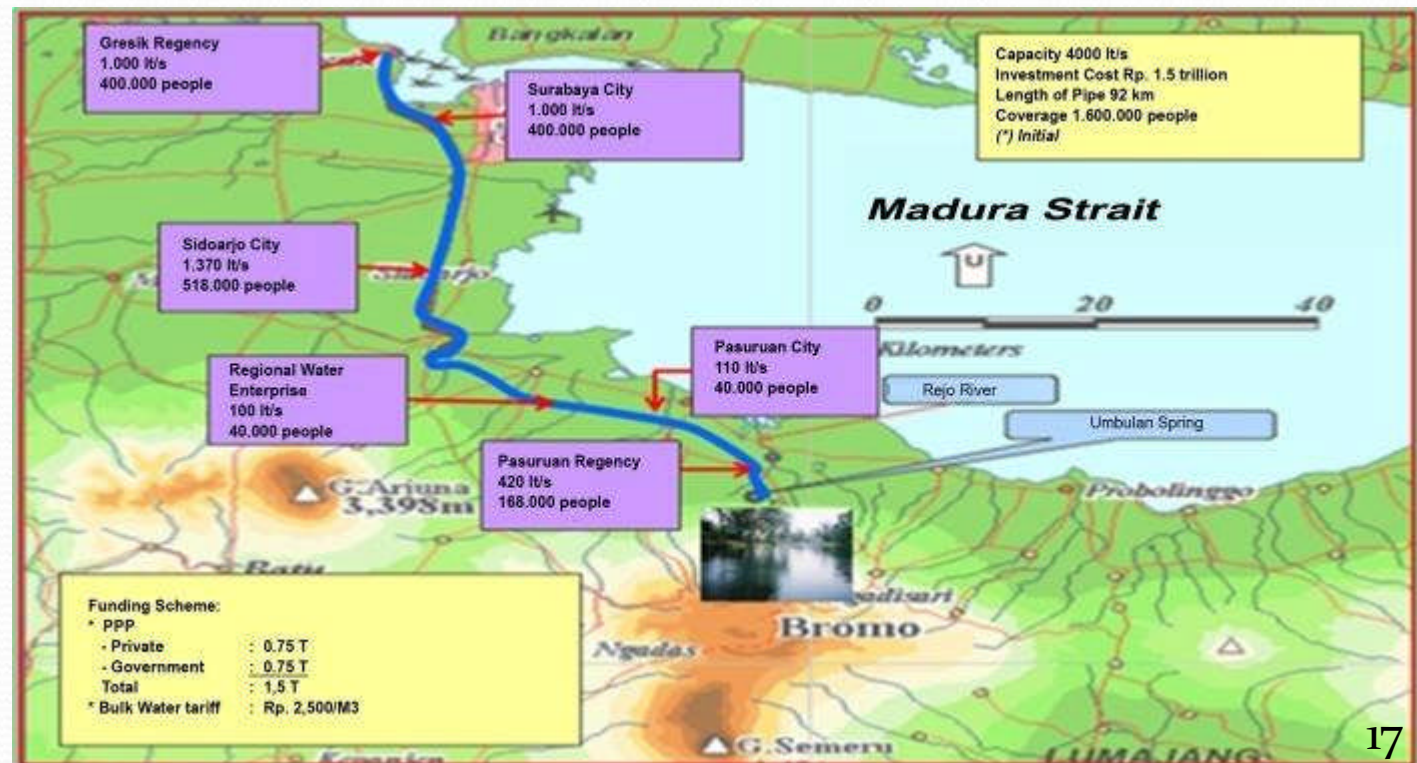 Gresik Regency
1.000 lt/s
400.000 people
Bangkalan
Surabaya City
1.000 lt/s
400.000 people
Capacity 4000 lt/s
Investment Cost Rp. 1.5 trillion
Length of Pipe 92 km
Coverage 1.600.000 people
(*) Initial
Madura Strait
U
Sidoarjo City
1.370 lt/s
518.000 people
0 20 40
Kilometers
Regional Water
Enterprise
100 lt/s
40.000 people
Pasuruan City
110 lt/s
40.000 people
Rejo River
Umbulan Spring
Pasuruan Regency
420 lt/s
168.000 people
G.Arjuna
3,398m
Probolinggo
Batu
Bromo
Ngadas
Funding Scheme:
* PPP
- Private : 0.75 T
- Government : 0.75 T
Total : 1,5 T
* Bulk Water tariff : Rp. 2,500/M3
G.Semeru
LUMAJANG
17